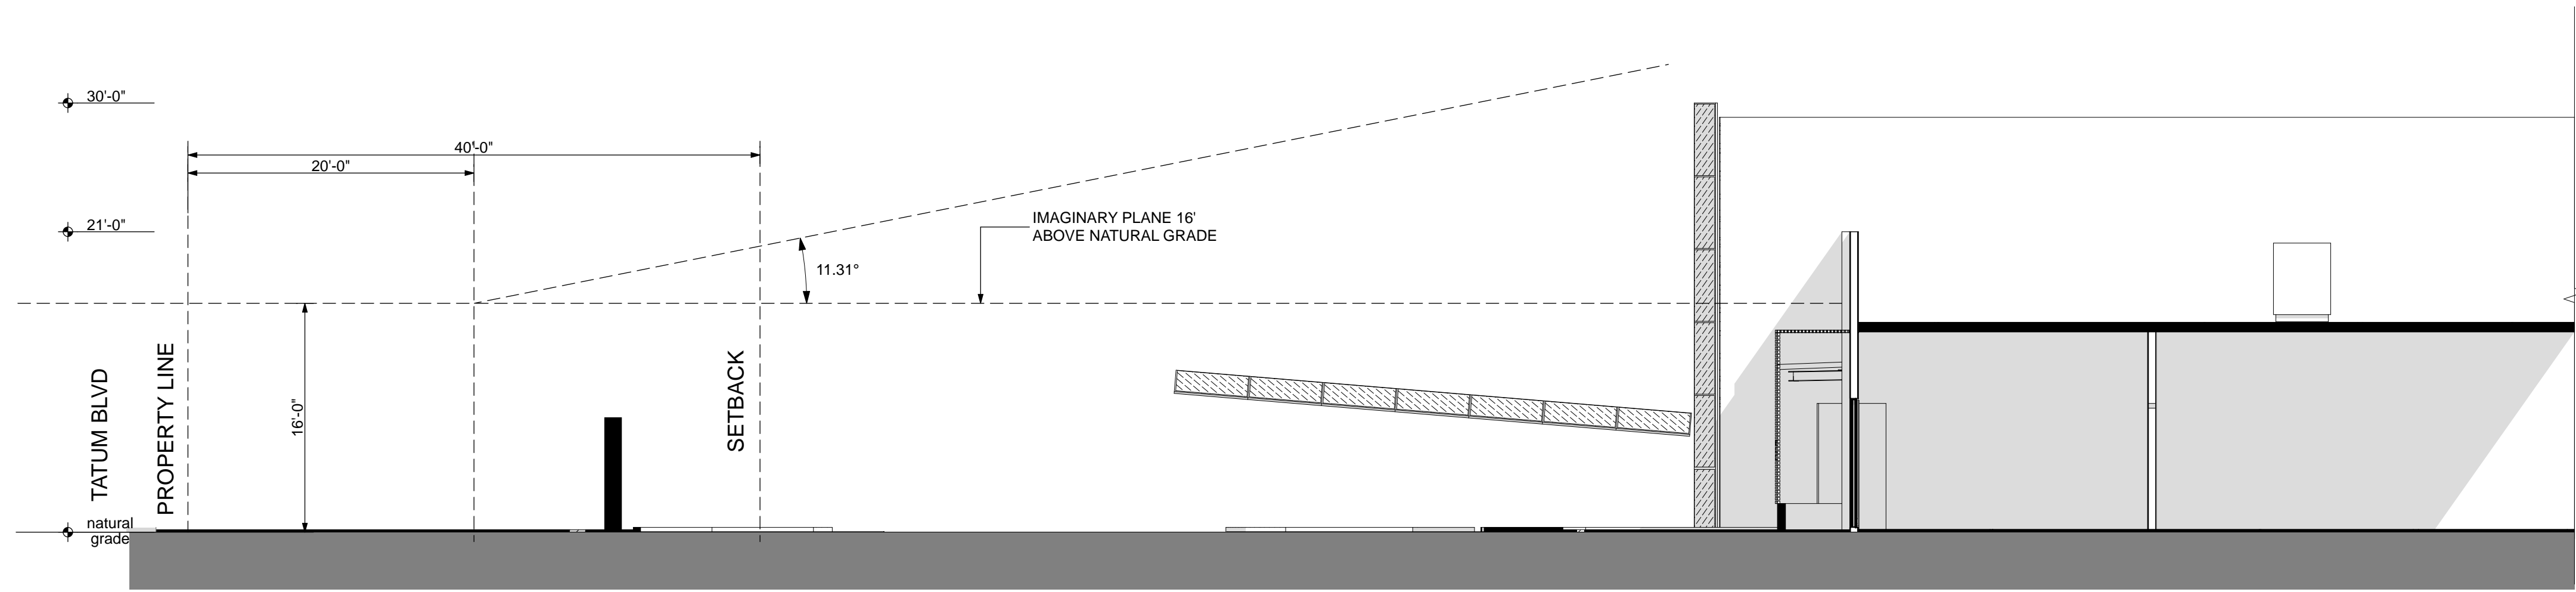 30'-0"
40'-0"
20'-0"
21'-0"
IMAGINARY PLANE 16'
ABOVE NATURAL GRADE
11.31°
16'-0"
TATUM BLVD
PROPERTY LINE
SETBACK
natural
grade